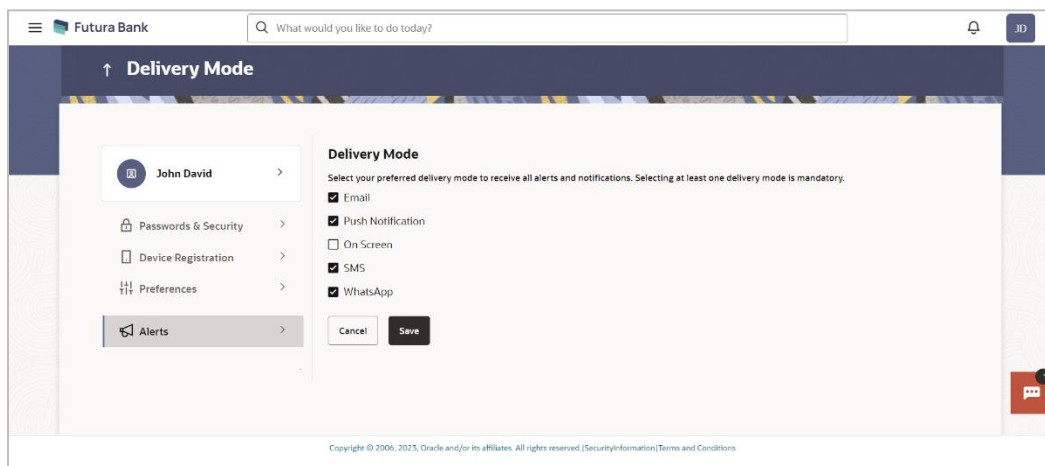 Futura Bank
What would you like to do today?
JD
↑ Delivery Mode
John David
Passwords & Security
Device Registration
Preferences
Alerts
Delivery Mode
Select your preferred delivery mode to receive all alerts and notifications. Selecting at least one delivery mode is mandatory.
Email
Push Notification
On Screen
SMS
WhatsApp
Cancel
Save
Copyright © 2006, 2023, Oracle and/or its affiliates. All rights reserved.|SecurityInformation|Terms and Conditions